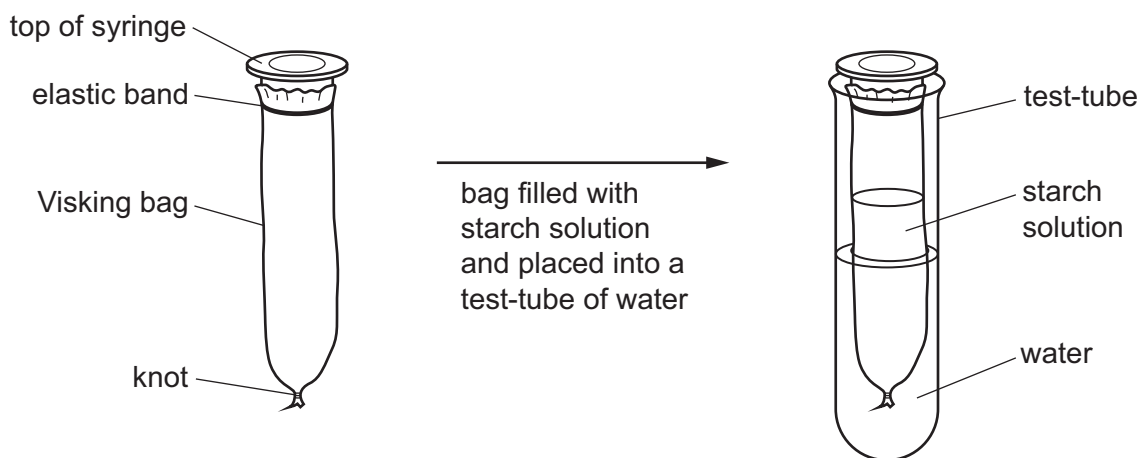 top of syringe
elastic band
Visking bag
knot
bag filled with
starch solution
and placed into a
test-tube of water
test-tube
starch
solution
water